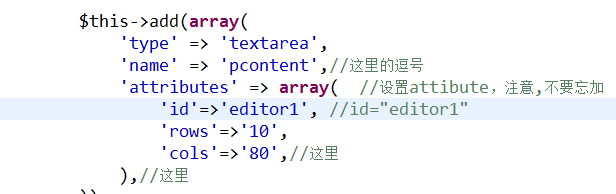 $this->add(array(
'type' => 'textarea',
'name' => 'pcontent',//这里的逗号
'attributes' => array(  //设置attibute，注意,不要忘加
'id'=>'editor1', //id="editor1"
'rows'=>'10',
'cols'=>'80',//这里
),//这里